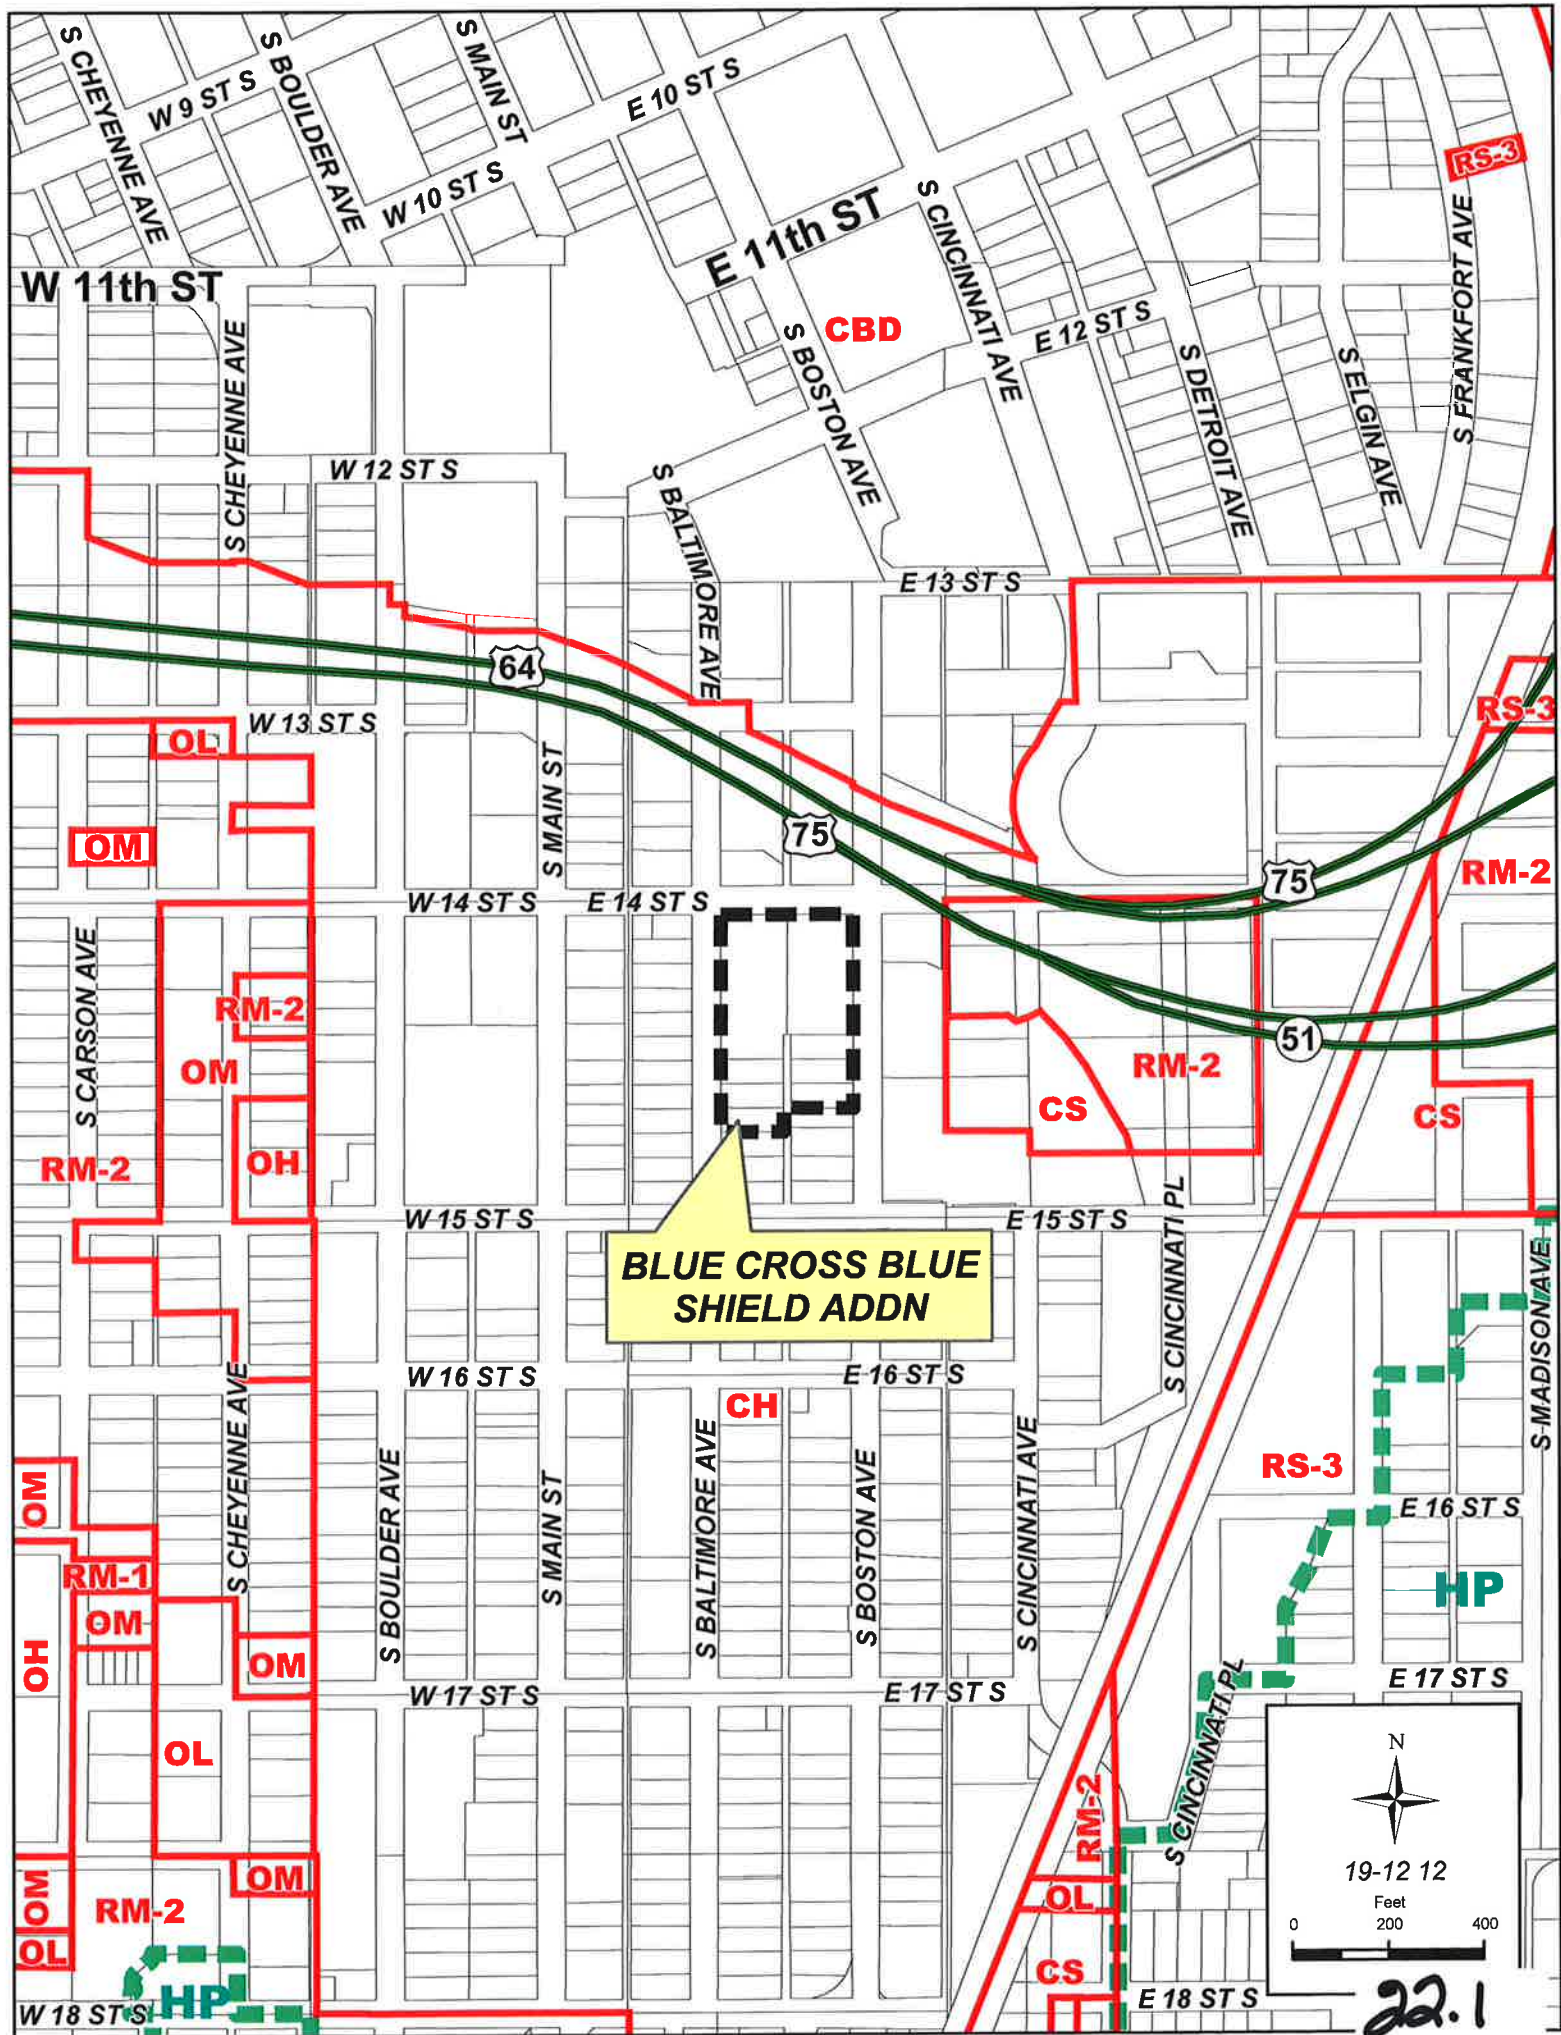 S CHEYENNE AVE
S BOULDER AVE
S MAIN ST
W 9 ST S
E 10 ST S
RS-3
W 10 ST S
S CINCINNATI AVE
E 11th ST
S FRANKFORT AVE
W 11th ST
CBD
E 12 ST S
S CHEYENNE AVE
S BOSTON AVE
S DETROIT AVE
S ELGIN AVE
W 12 ST S
S BALTIMORE AVE
E 13 ST S
64
RS-3
W 13 ST S
OL
S MAIN ST
75
OM
75
RM-2
W 14 ST S
E 14 ST S
S CARSON AVE
RM-2
51
OM
RM-2
CS
CS
OH
RM-2
S CINCINNATI PL
W 15 ST S
E 15 ST S
BLUE CROSS BLUE
SHIELD ADDN
S MADISON AVE
S CHEYENNE AVE
W 16 ST S
E 16 ST S
CH
S BOULDER AVE
S MAIN ST
S BALTIMORE AVE
S BOSTON AVE
S CINCINNATI AVE
RS-3
OM
E 16 ST S
RM-1
HP
OM
OH
OM
W 17 ST S
E 17 ST S
E 17 ST S
S CINCINNATI PL
OL
N
RM-2
19-12 12
Feet
0 200 400
OM
OM
RM-2
OL
OL
CS
HP
W 18 ST S
E 18 ST S
22.1